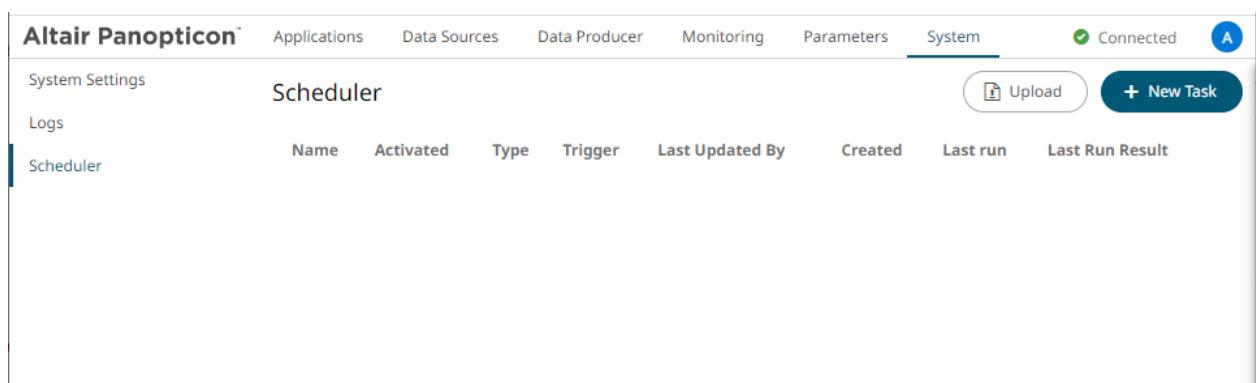 Altair Panopticon™ Applications Data Sources Data Producer Monitoring Parameters System Connected A
System Settings
Scheduler Upload + New Task
Logs
Name Activated Type Trigger Last Updated By Created Last run Last Run Result
Scheduler